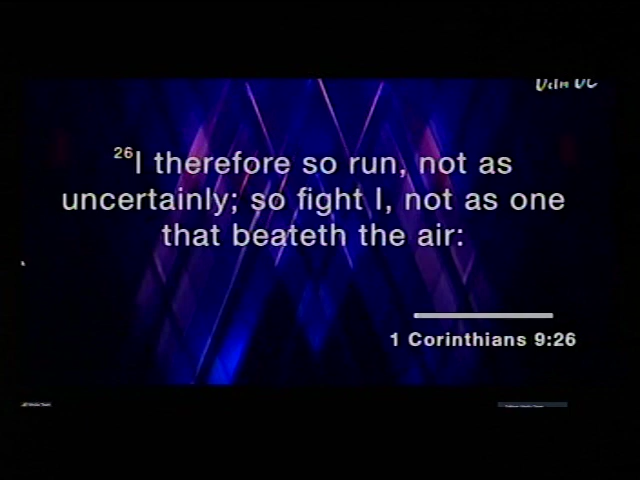 26I therefore so run, not as
uncertainly; so fight I, not as one
that beateth the air:
1 Corinthians 9:26